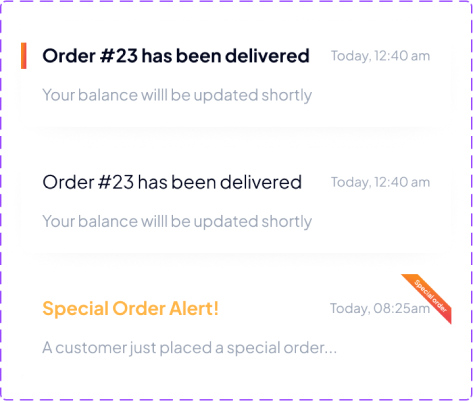 Order #23 has been delivered Today, 12:40 am
Your balance willl be updated shortly
Order #23 has been delivered Today, 12:40 am
Your balance willl be updated shortly
Special order
Special Order Alert! Today, 08:25am
A customer just placed a special order...